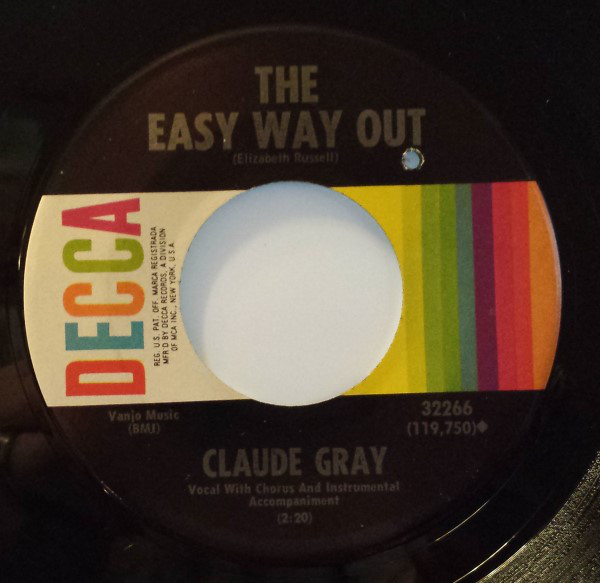 THE
EASY WAY OUT
(Elizabeth Russell)
DECCA
REG. U.S. PAT. OFF. MARCA REGISTRADA
MFR'D BY DECCA RECORDS, A DIVISION
OF MCA INC., NEW YORK, U.S.A.
Vanjo Music
(BMI)
32266
(119,750)◆
CLAUDE GRAY
Vocal With Chorus And Instrumental
Accompaniment
(2:20)